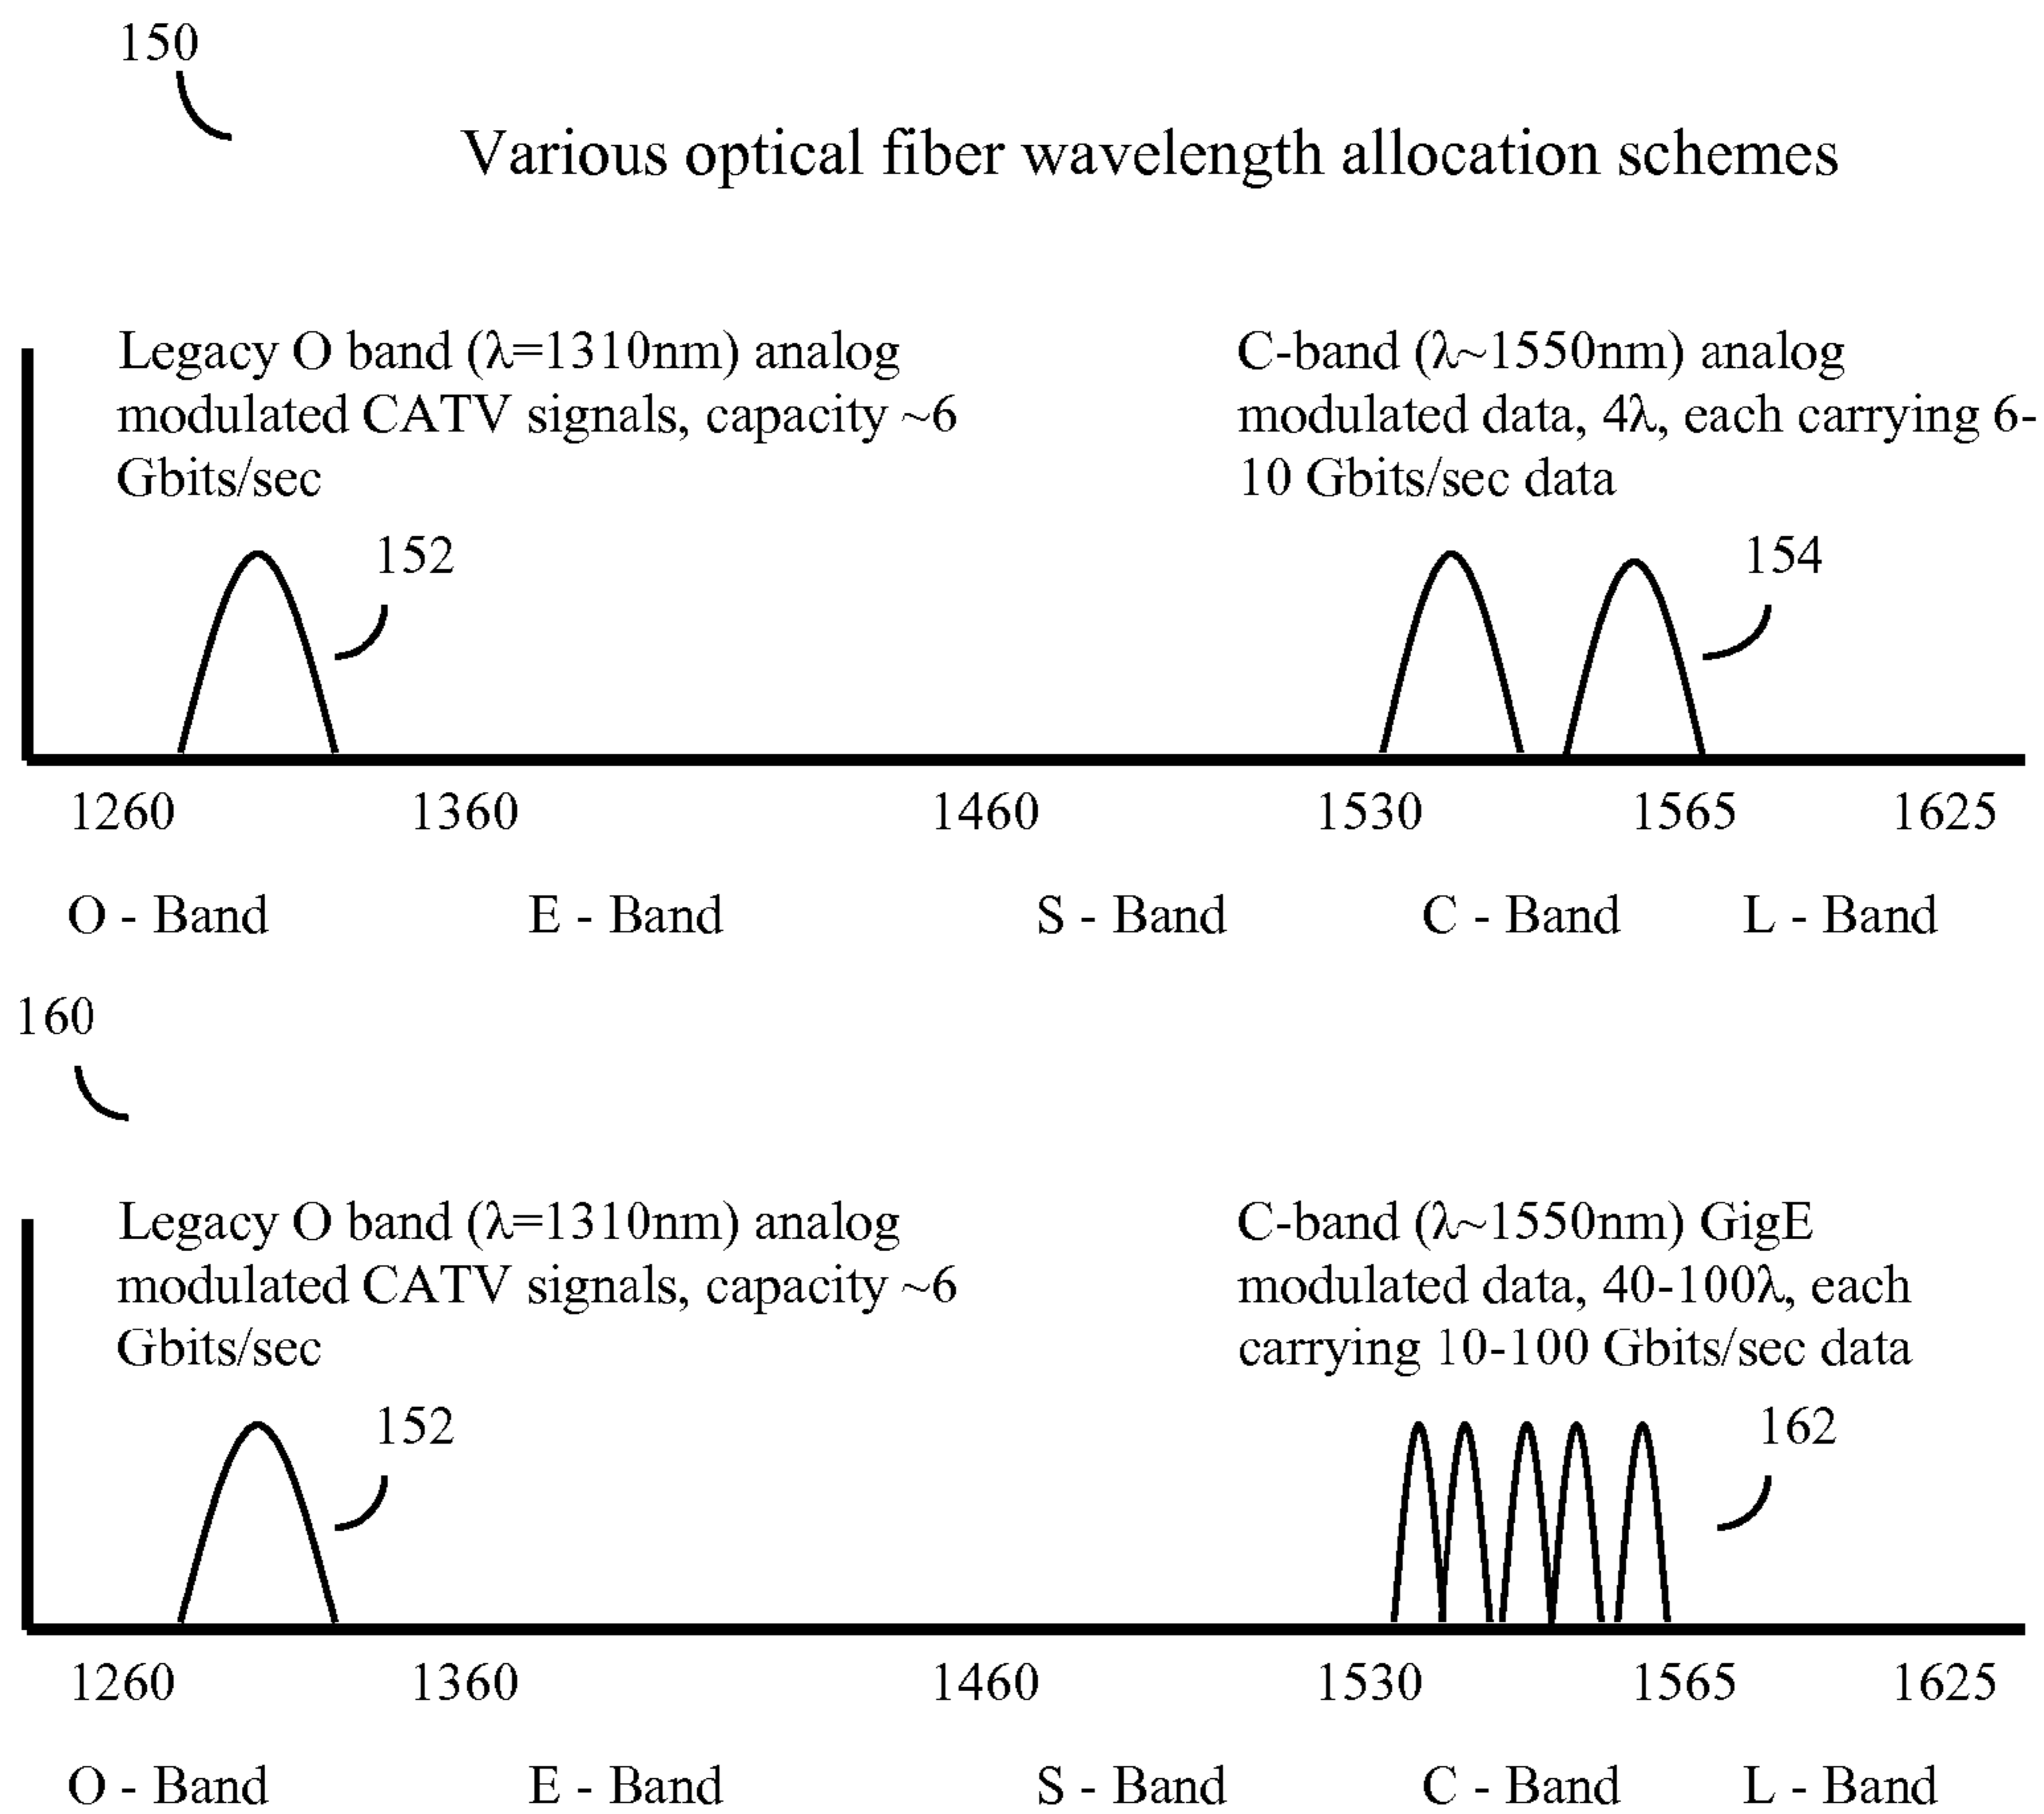 150
Various optical fiber wavelength allocation schemes
Legacy O band (λ=1310nm) analog
modulated CATV signals, capacity ~6
Gbits/sec
C-band (λ~1550nm) analog
modulated data, 4λ, each carrying 6-
10 Gbits/sec data
152
154
1260 1360 1460 1530 1565 1625
O - Band E - Band S - Band C - Band L - Band
160
Legacy O band (λ=1310nm) analog
modulated CATV signals, capacity ~6
Gbits/sec
C-band (λ~1550nm) GigE
modulated data, 40-100λ, each
carrying 10-100 Gbits/sec data
152
162
1260 1360 1460 1530 1565 1625
O - Band E - Band S - Band C - Band L - Band